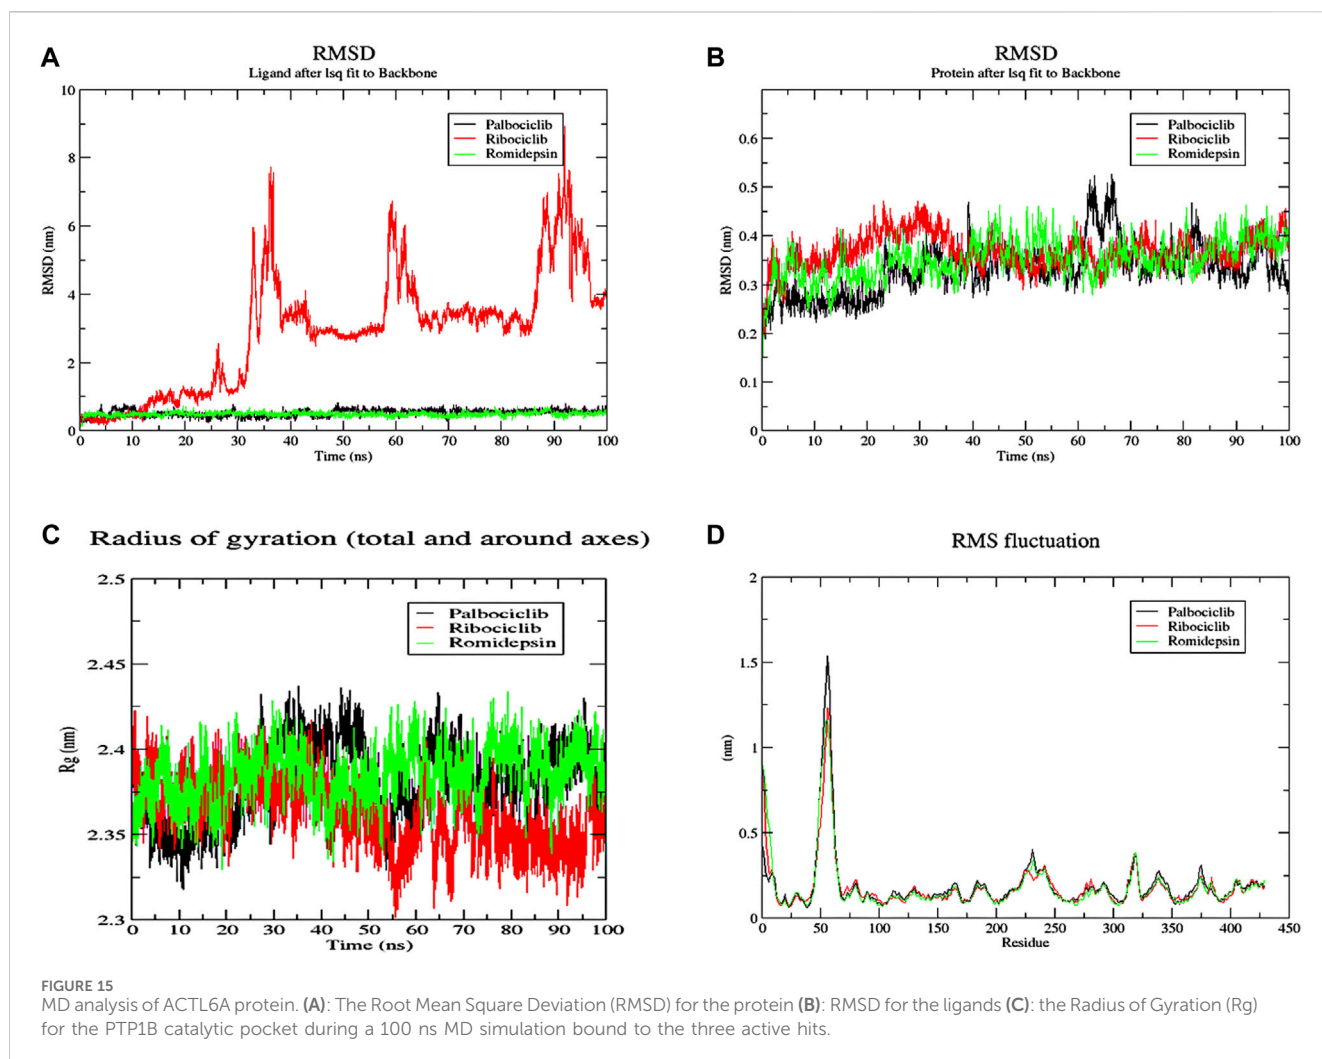 A
RMSD
Ligand after lsq fit to Backbone
10
8
6
4
2
0
RMSD (nm)
Palbociclib
Ribociclib
Romidepsin
0 10 20 30 40 50 60 70 80 90 100
Time (ns)
B
RMSD
Protein after lsq fit to Backbone
0.6
0.5
0.4
0.3
0.2
0.1
0
RMSD (nm)
Palbociclib
Ribociclib
Romidepsin
0 10 20 30 40 50 60 70 80 90 100
Time (ns)
C
Radius of gyration (total and around axes)
2.5
2.45
2.4
2.35
2.3
Rg (nm)
Palbociclib
Ribociclib
Romidepsin
0 10 20 30 40 50 60 70 80 90 100
Time (ns)
D
RMS fluctuation
2
1.5
1
0.5
0
(nm)
Palbociclib
Ribociclib
Romidepsin
0 50 100 150 200 250 300 350 400 450
Residue
FIGURE 15
MD analysis of ACTL6A protein. (A): The Root Mean Square Deviation (RMSD) for the protein (B): RMSD for the ligands (C): the Radius of Gyration (Rg)
for the PTP1B catalytic pocket during a 100 ns MD simulation bound to the three active hits.